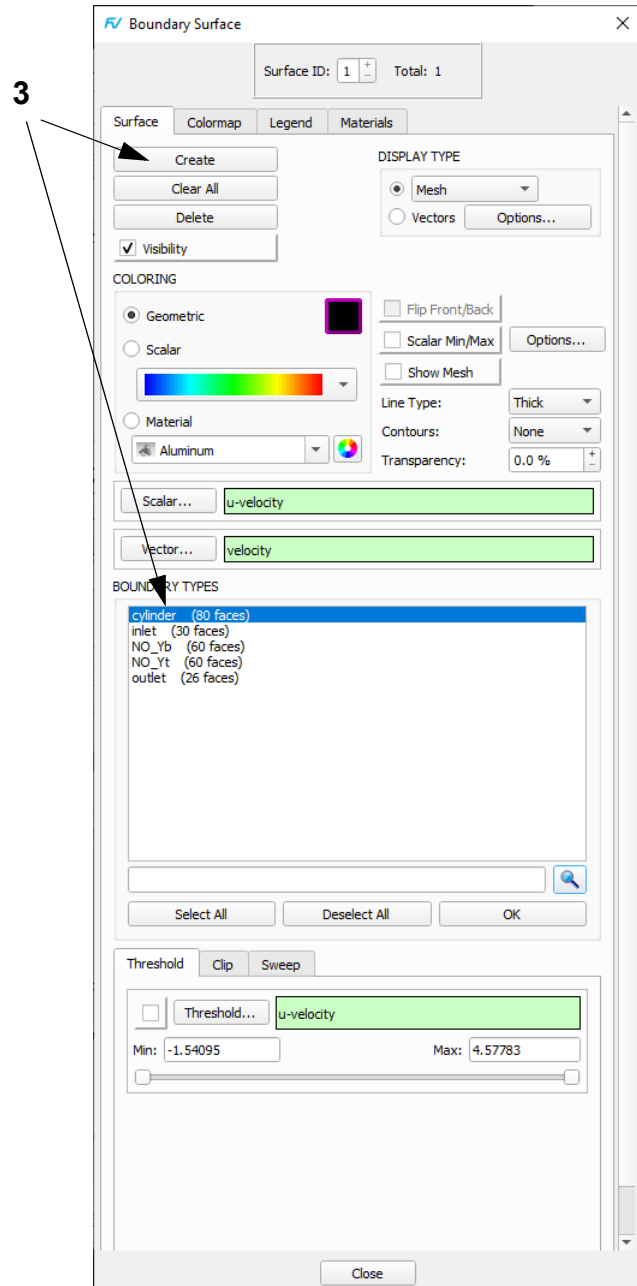 FV Boundary Surface
Surface ID: 1 Total: 1
3
Surface Colormap Legend Materials
Create
Clear All
Delete
Visibility
DISPLAY TYPE
Mesh
Vectors Options...
COLORING
Geometric
Scalar
Material
Aluminum
Flip Front/Back
Scalar Min/Max Options...
Show Mesh
Line Type: Thick
Contours: None
Transparency: 0.0 %
Scalar... u-velocity
Vector... velocity
BOUNDARY TYPES
cylinder (80 faces)
inlet (30 faces)
NO_Yb (60 faces)
NO_Yt (60 faces)
outlet (26 faces)
Select All Deselect All OK
Threshold Clip Sweep
Threshold... u-velocity
Min: -1.54095 Max: 4.57783
Close